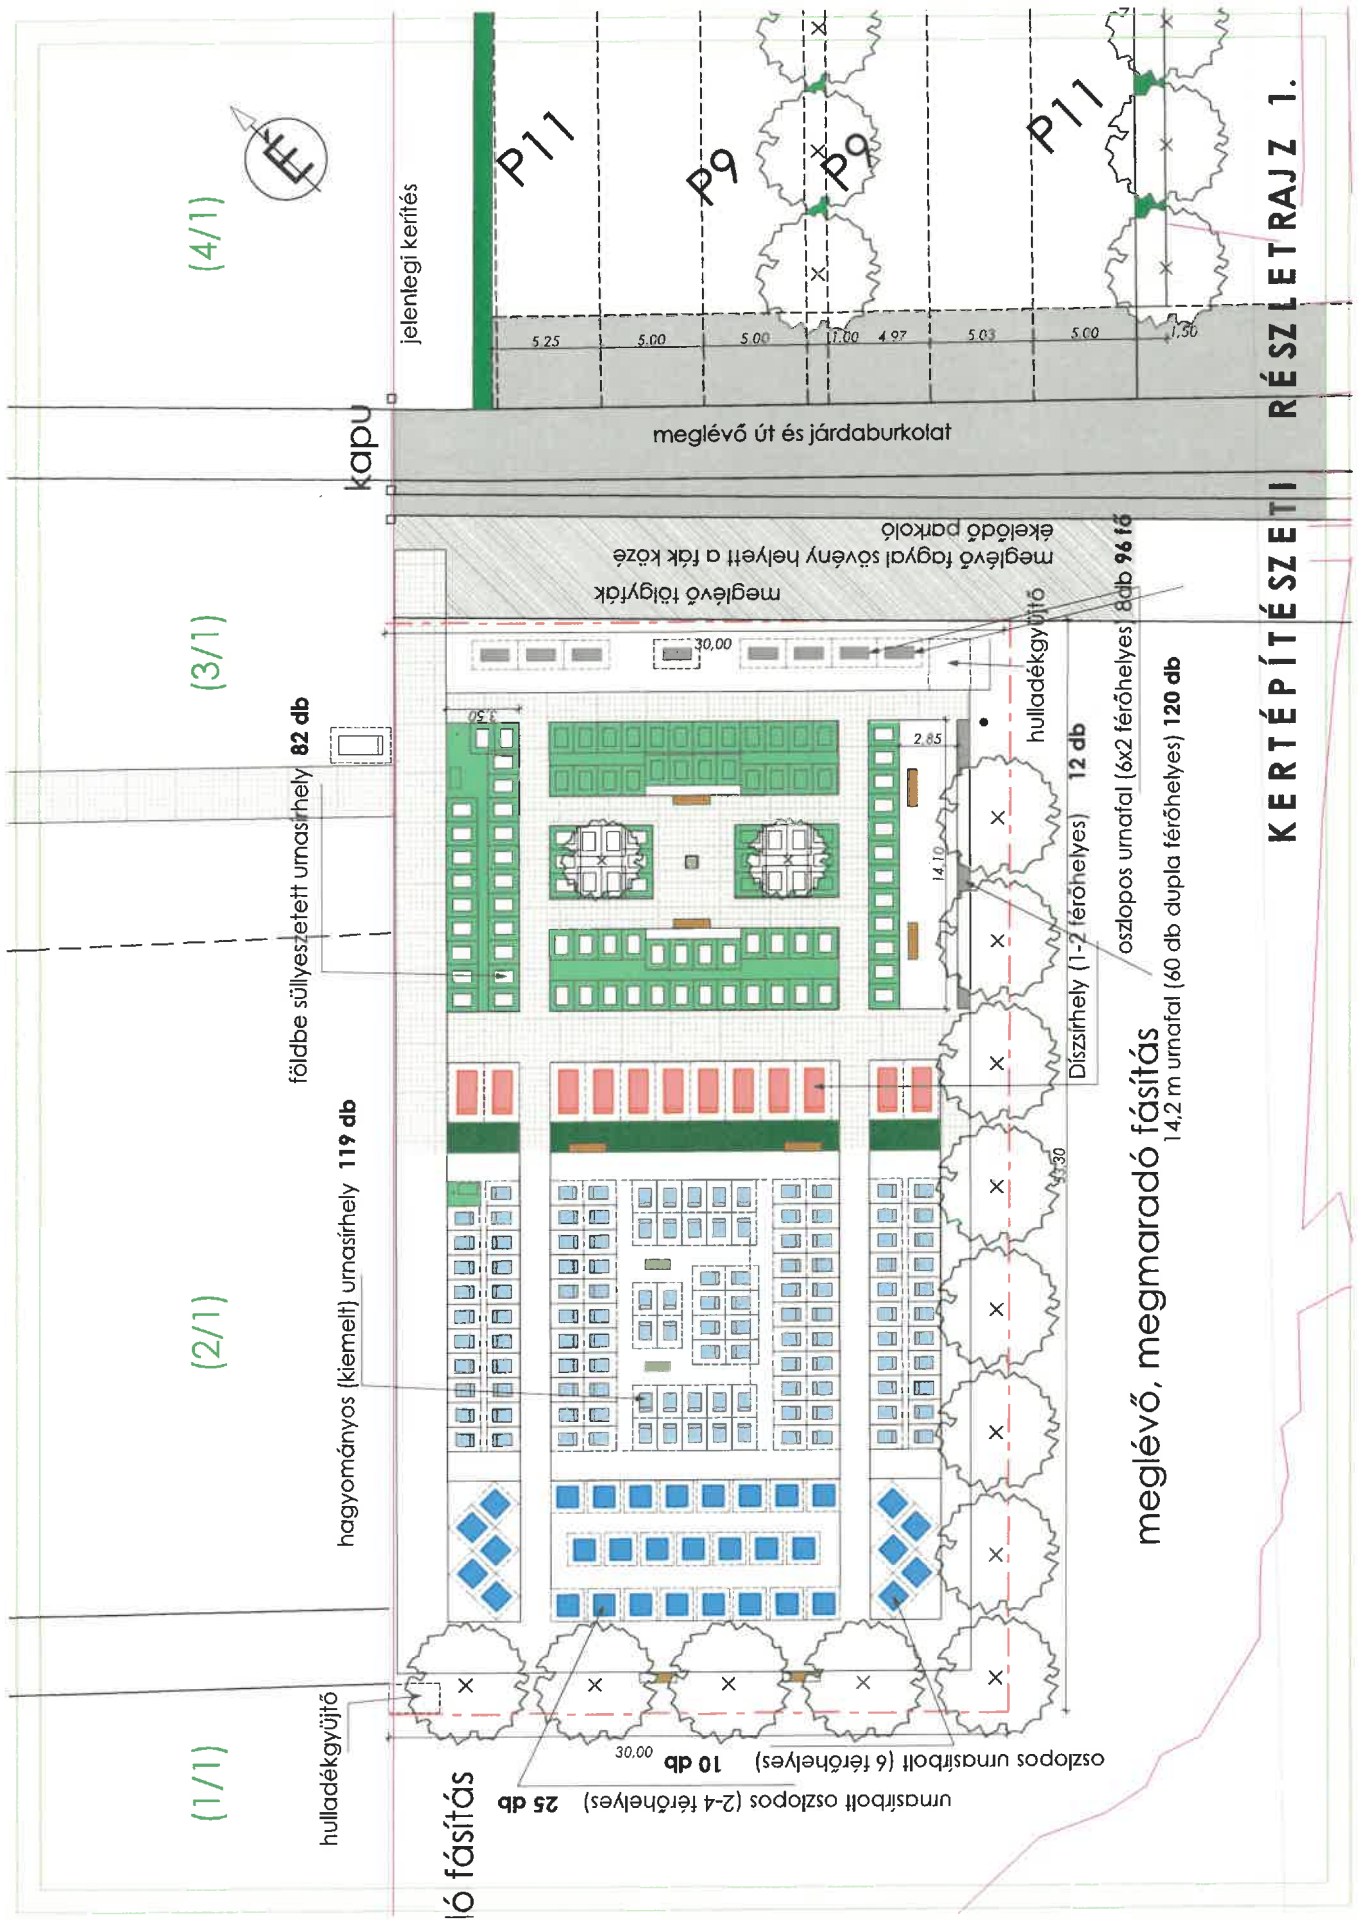 (1/1)
(2/1)
(3/1)
(4/1)
ÉK
hulladékgyűjtő
hagyományos (kiemelt) urnasírhely 119 db
földbe süllyeszetett urnasírhely 82 db
kapu
jelenlegi kerítés
ló fásítás
P11
P9
P9
P11
5.25
5.00
5.00
1.00
4.97
5.03
5.00
1,50
meglévő út és járdaburkolat
meglévő tölgyfák
meglévő fagyal sövény helyett a fák közé
ékelődő parkoló
30,00
3,50
2,85
14,10
53,30
30,00
urnasírbolt oszlopos (2-4 férőhelyes) 25 db
oszlopos urnasírbolt (6 férőhelyes) 10 db
hulladékgyűjtő
Díszsírhely (1-2 férőhelyes) 12 db
oszlopos urnafal (6x2 férőhelyes) 8db 96 fő
14,2 m urnafal (60 db dupla férőhelyes) 120 db
meglévő, megmaradó fásítás
KERTÉPÍTÉSZETI RÉSZLETRAJZ 1.